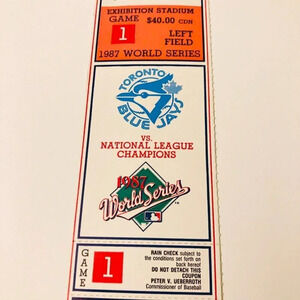 EXHIBITION STADIUM
GAME $40.00 CDN
1 LEFT
FIELD
1987 WORLD SERIES
TORONTO
BLUE JAYS
VS.
NATIONAL LEAGUE
CHAMPIONS
1987
World Series
GAME
1
RAIN CHECK subject to
the conditions set forth on
back hereof
DO NOT DETACH THIS
COUPON
PETER V. UEBERROTH
Commissioner of Baseball